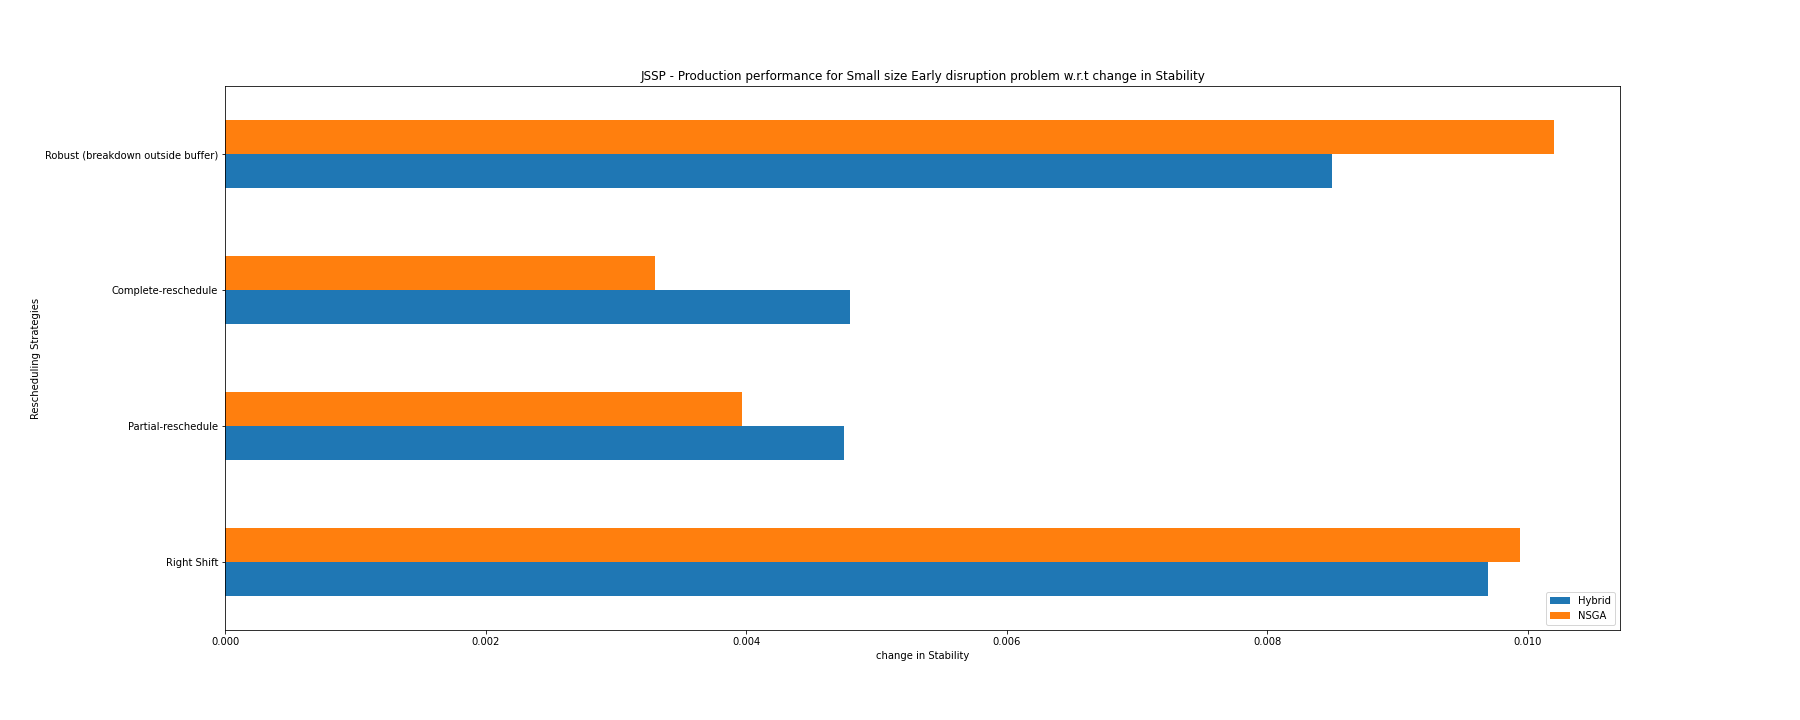 JSSP - Production performance for Small size Early disruption problem w.r.t change in Stability
Robust (breakdown outside buffer)
Complete-reschedule
Partial-reschedule
Right Shift
Rescheduling Strategies
Hybrid
NSGA
0.000 0.002 0.004 0.006 0.008 0.010
change in Stability